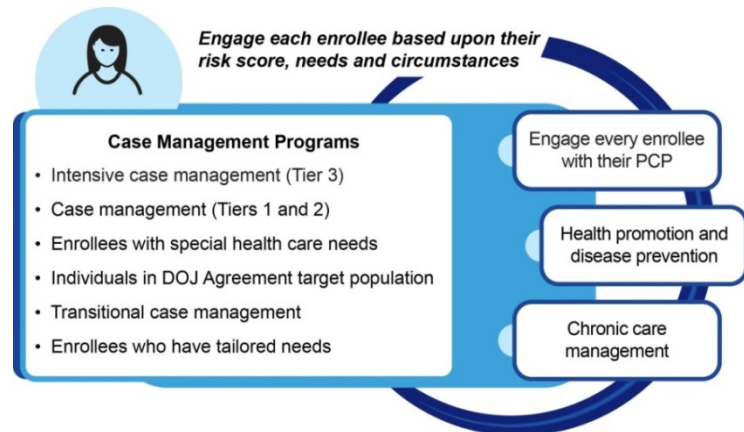 Engage each enrollee based upon their
risk score, needs and circumstances
Case Management Programs
• Intensive case management (Tier 3)
• Case management (Tiers 1 and 2)
• Enrollees with special health care needs
• Individuals in DOJ Agreement target population
• Transitional case management
• Enrollees who have tailored needs
Engage every enrollee
with their PCP
Health promotion and
disease prevention
Chronic care
management